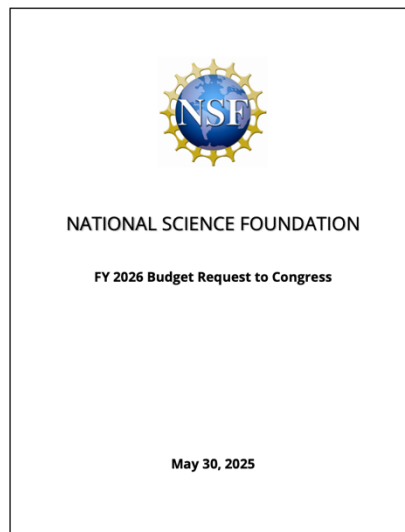 NSF
NATIONAL SCIENCE FOUNDATION
FY 2026 Budget Request to Congress
May 30, 2025